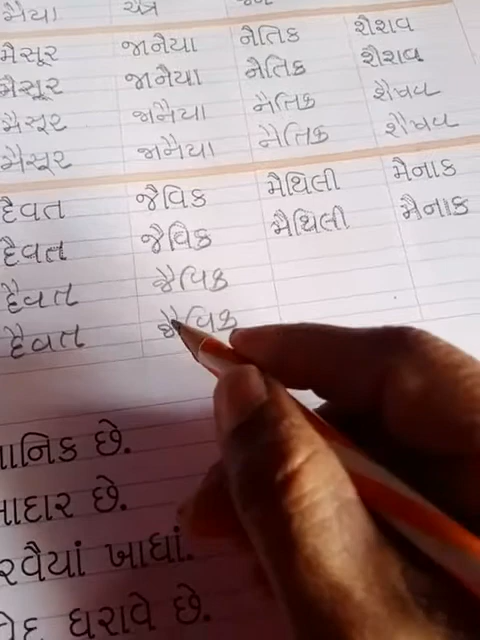 મૈયા ચૈત્ર
મૈસૂર જાનૈયા નૈતિક શૈશવ
મૈસૂર જાનૈયા નૈતિક શૈશવ
મૈસૂર જાનૈયા નૈતિક શૈશવ
મૈસૂર જાનૈયા નૈતિક શૈશવ
દૈવત જૈવિક મૈથિલી મૈનાક
દૈવત જૈવિક મૈથિલી મૈનાક
દૈવત જૈવિક
દૈવત જૈવિક
ાનિક છે.
ાદાર છે.
રવૈયાં ખાધાં.
ધરાવે છે.